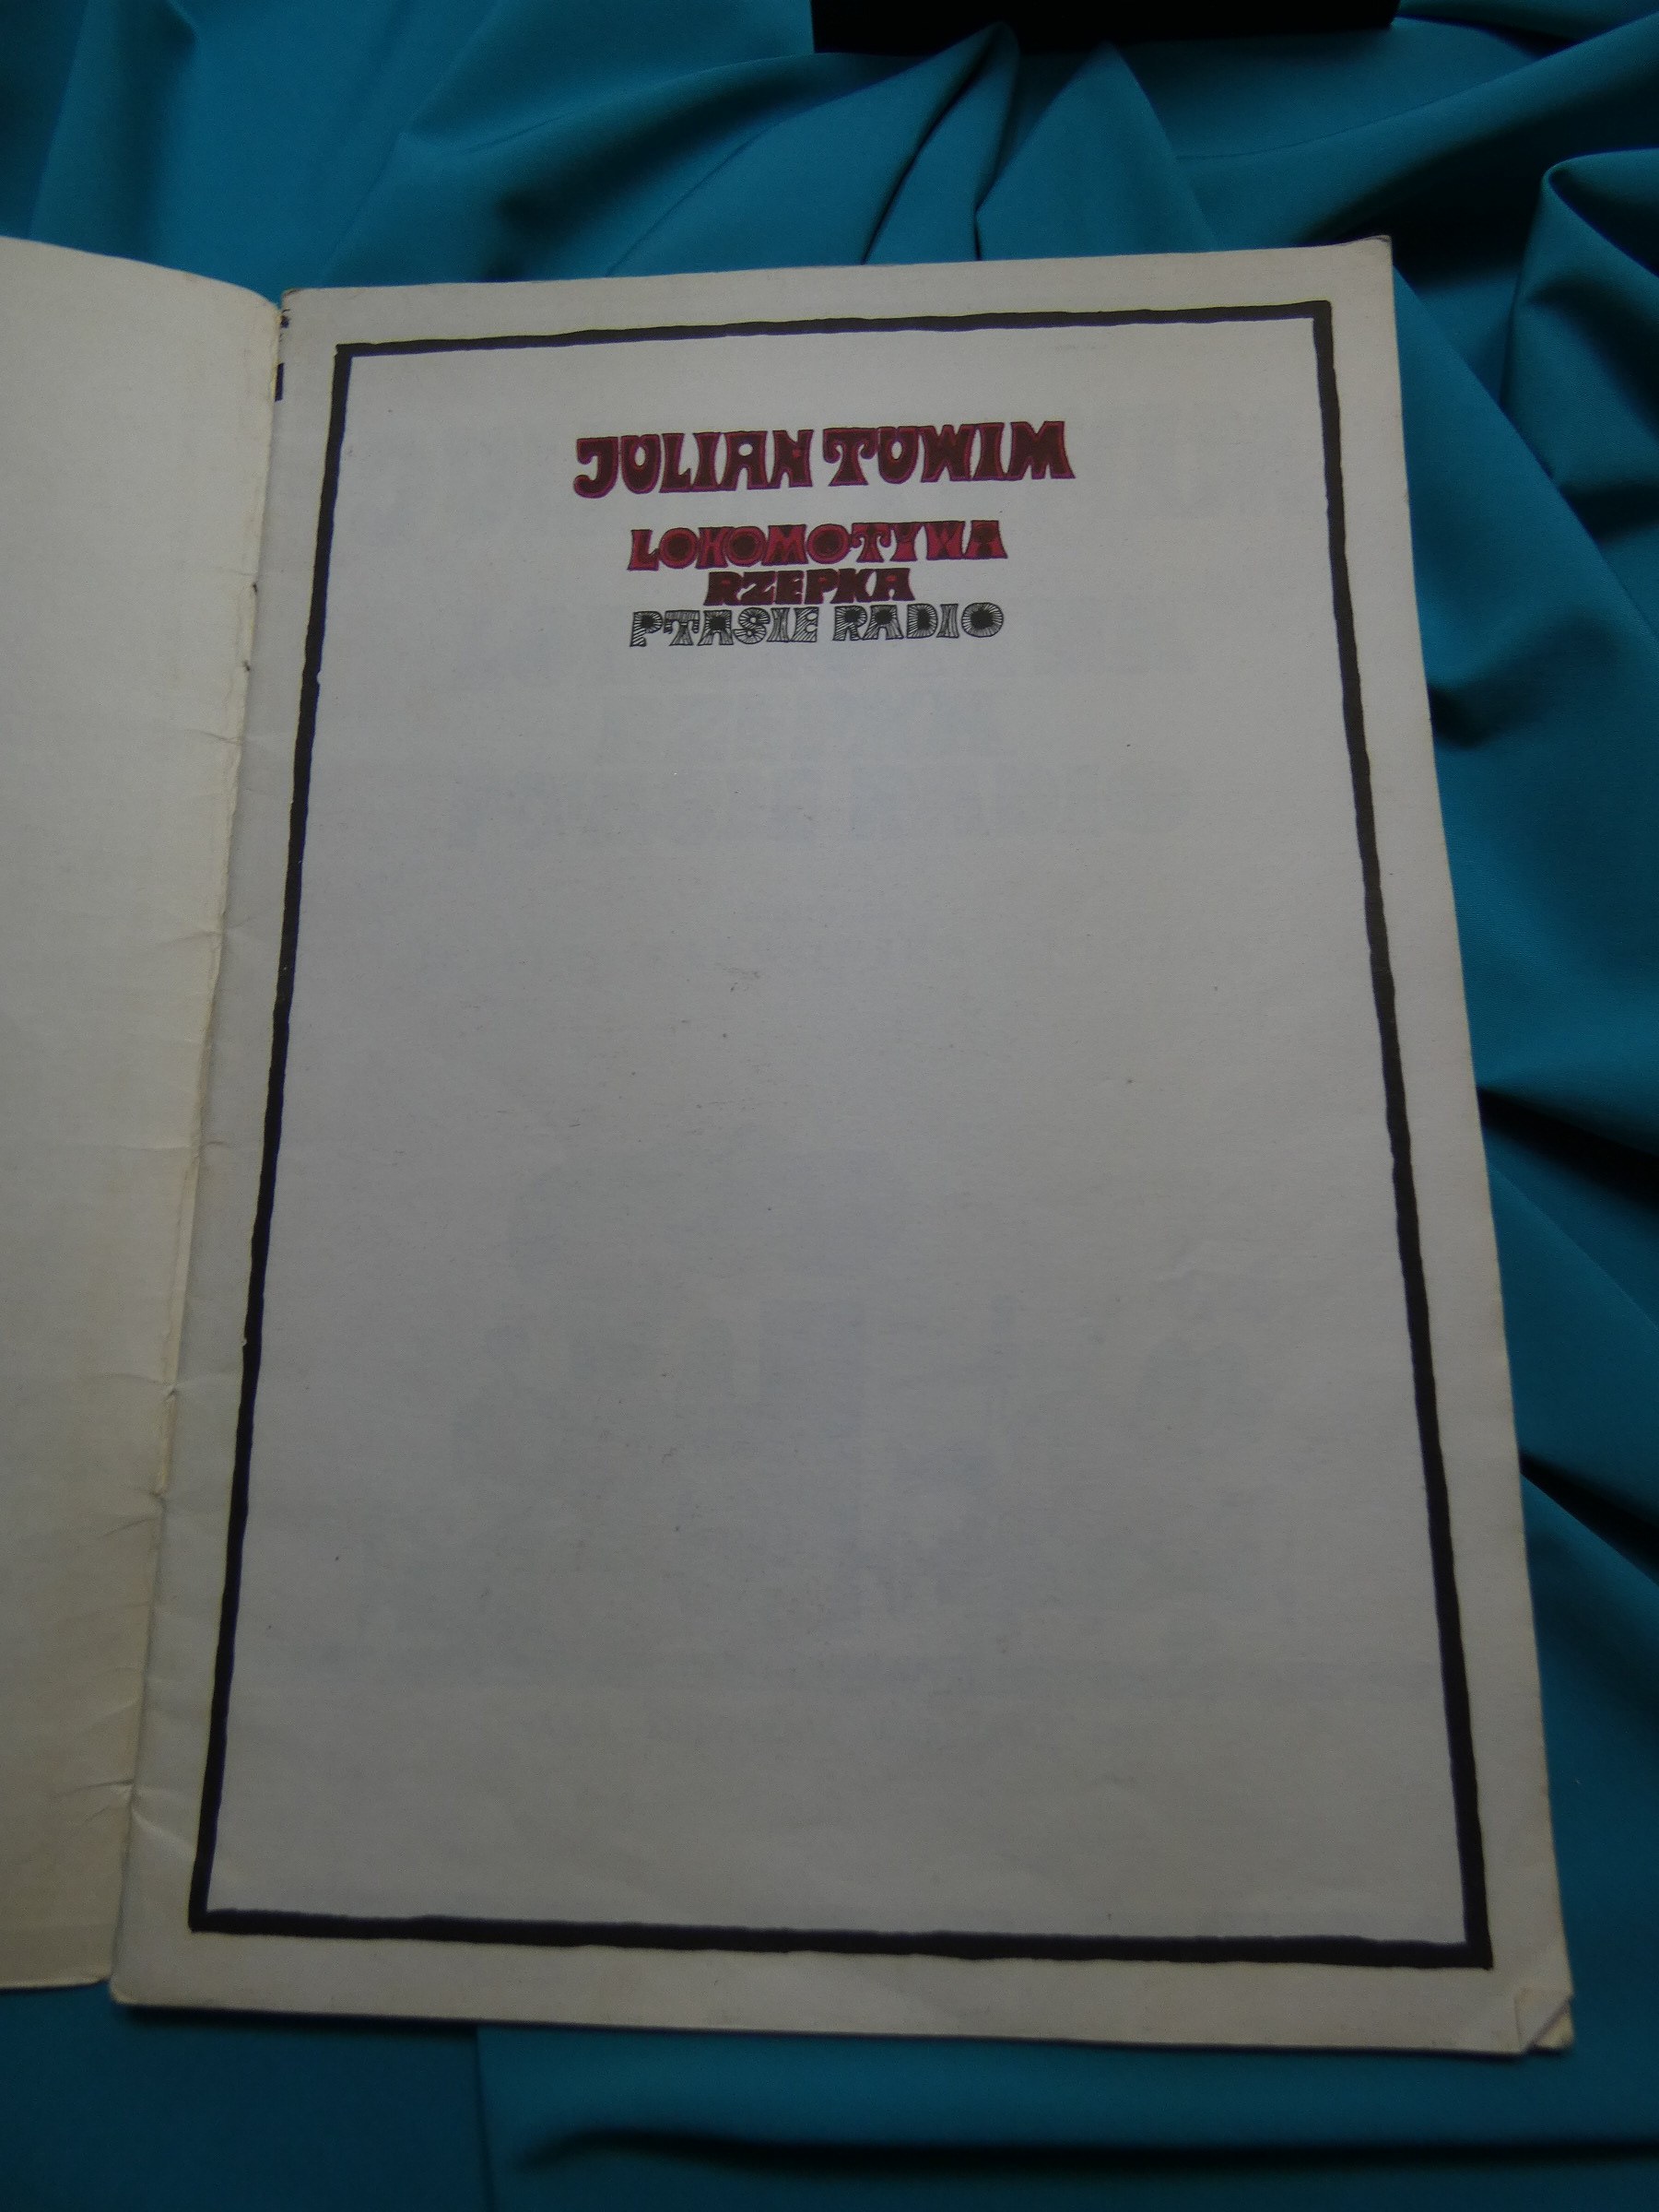 JULIAN TUWIM
LOKOMOTYWA
RZEPKA
PTASIE RADIO